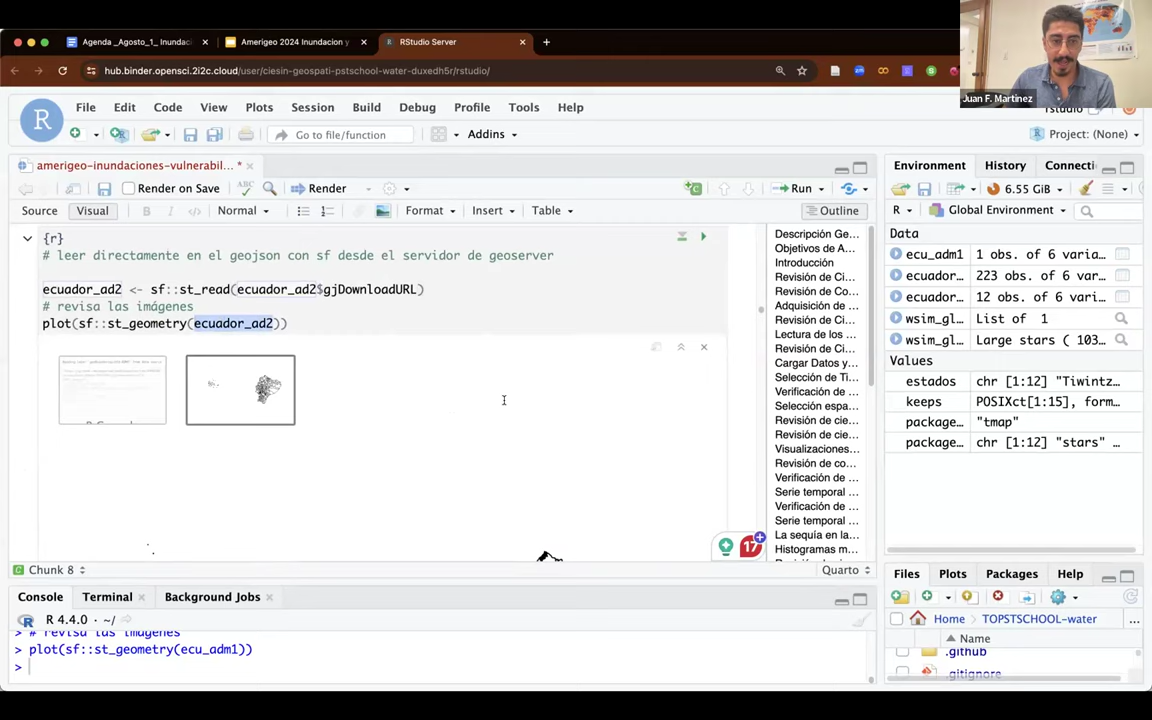 Agenda _Agosto_1_ Inundaci
Amerigeo 2024 Inundacion y
RStudio Server
hub.binder.opensci.2i2c.cloud/user/ciesin-geospati-pstschool-water-duxedh5r/rstudio/
Juan F. Martinez
rstudio
R
File Edit Code View Plots Session Build Debug Profile Tools Help
Go to file/function
Addins
Project: (None)
amerigeo-inundaciones-vulnerabil... *
Render on Save
ABC
Render
Run
Source Visual
B I
Normal
Format
Insert
Table
Outline
{r}
# leer directamente en el geojson con sf desde el servidor de geoserver
ecuador_ad2 <- sf::st_read(ecuador_ad2$gjDownloadURL)
# revisa las imágenes
plot(sf::st_geometry(ecuador_ad2))
17
Descripción Ge...
Objetivos de A...
Introducción
Revisión de Ci...
Revisión de Co...
Adquisición de ...
Revisión de Ci...
Lectura de los ...
Revisión de Ci...
Cargar Datos y...
Selección de Ti...
Verificación de ...
Selección espa...
Revisión de cie...
Revisión de cie...
Visualizaciones...
Revisión de co...
Verificación de ...
Serie temporal ...
Verificación de ...
Serie temporal ...
La sequía en la...
Histogramas m...
Chunk 8
Quarto
Console Terminal Background Jobs
R 4.4.0 · ~/
> # revisa las imágenes
> plot(sf::st_geometry(ecu_adm1))
>
Environment History Connecti
6.55 GiB
R
Global Environment
Data
ecu_adm1 1 obs. of 6 varia...
ecuador... 223 obs. of 6 var...
ecuador... 12 obs. of 6 vari...
wsim_gl... List of 1
wsim_gl... Large stars ( 103...
Values
estados chr [1:12] "Tiwintz...
keeps POSIXct[1:15], form...
package... "tmap"
package... chr [1:12] "stars" ...
Files Plots Packages Help
Home TOPSTSCHOOL-water ...
Name
.github
.gitignore